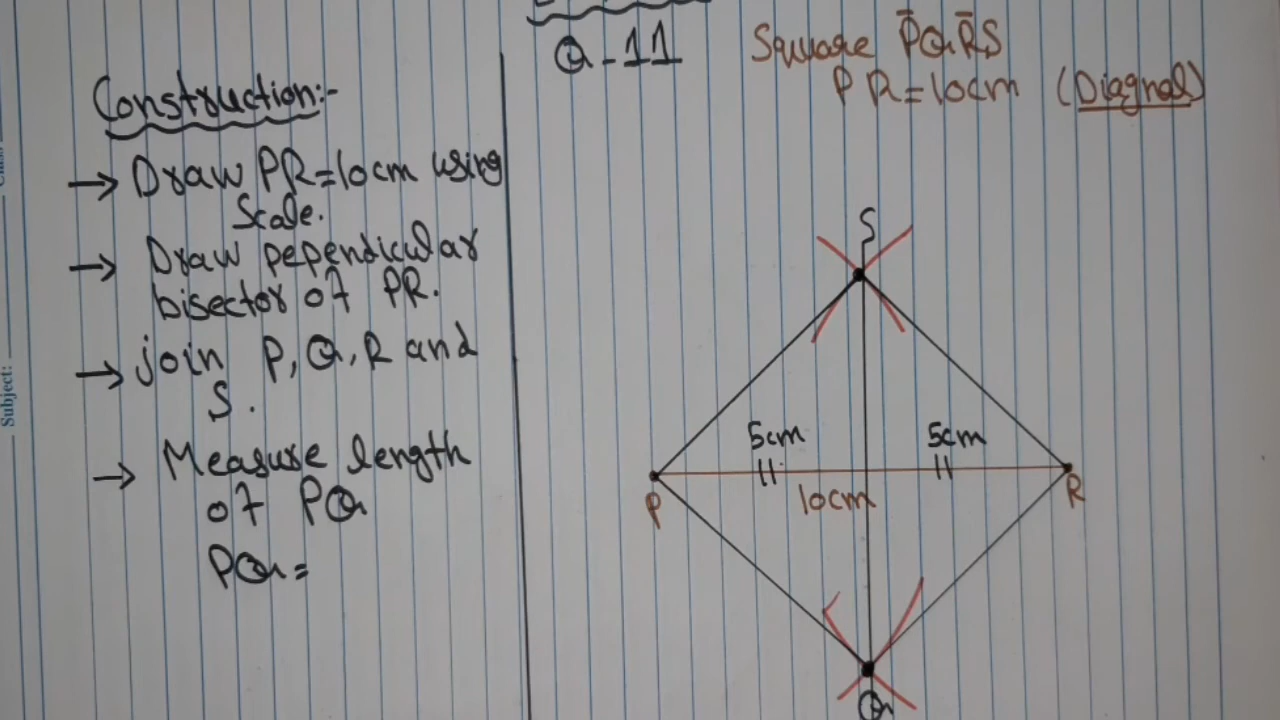 Q-11
Square PQRS
PR=10cm (Diagnal)
Construction:-
→ Draw PR=10cm using
Scale.
→ Draw pependicular
bisector of PR.
→ join P, Q, R and
S.
→ Measure length
of PQ
PQ=
S
5cm 5cm
P 10cm R
Q
Subject: